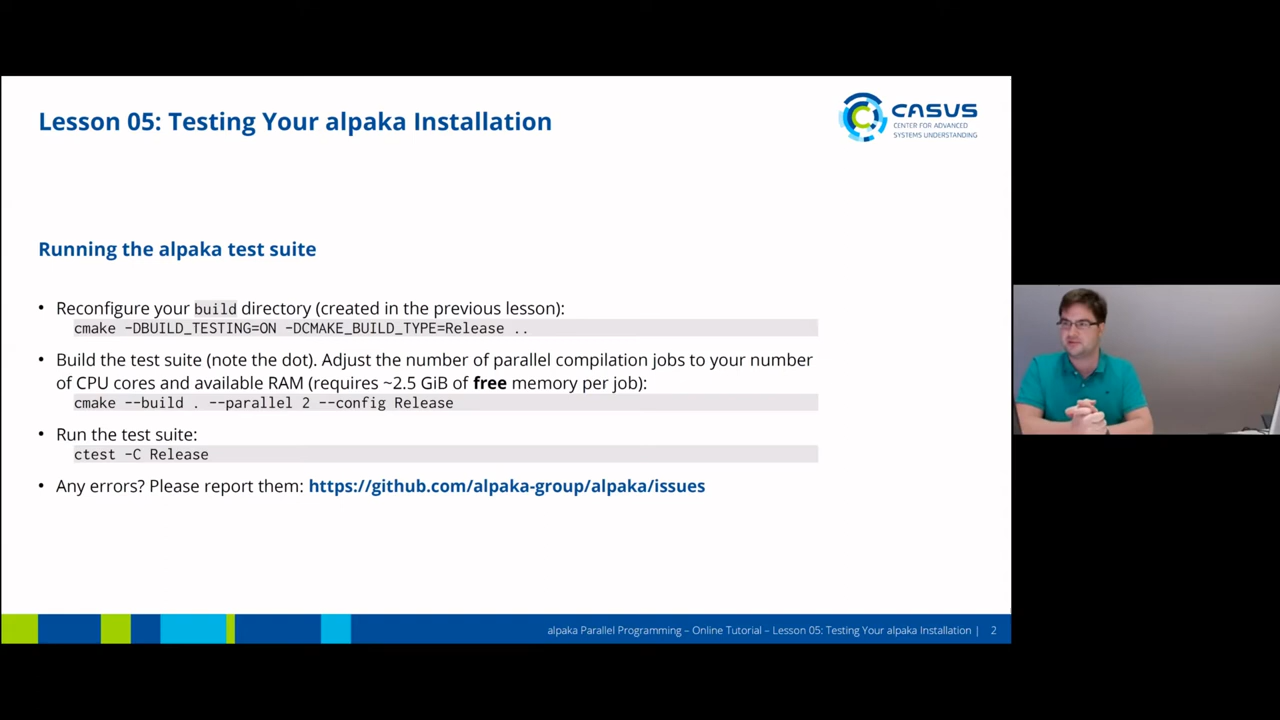 Lesson 05: Testing Your alpaka Installation
CASUS
CENTER FOR ADVANCED
SYSTEMS UNDERSTANDING
Running the alpaka test suite
• Reconfigure your build directory (created in the previous lesson):
cmake -DBUILD_TESTING=ON -DCMAKE_BUILD_TYPE=Release ..
• Build the test suite (note the dot). Adjust the number of parallel compilation jobs to your number
of CPU cores and available RAM (requires ~2.5 GiB of free memory per job):
cmake --build . --parallel 2 --config Release
• Run the test suite:
ctest -C Release
• Any errors? Please report them: https://github.com/alpaka-group/alpaka/issues
alpaka Parallel Programming – Online Tutorial – Lesson 05: Testing Your alpaka Installation | 2